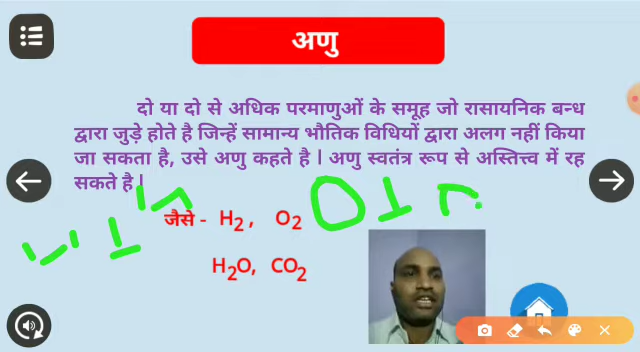 अणु
दो या दो से अधिक परमाणुओं के समूह जो रासायनिक बन्ध
द्वारा जुड़े होते है जिन्हें सामान्य भौतिक विधियों द्वारा अलग नहीं किया
जा सकता है, उसे अणु कहते है | अणु स्वतंत्र रूप से अस्तित्त्व में रह
सकते है |
जैसे - H₂ , O₂
H₂O, CO₂